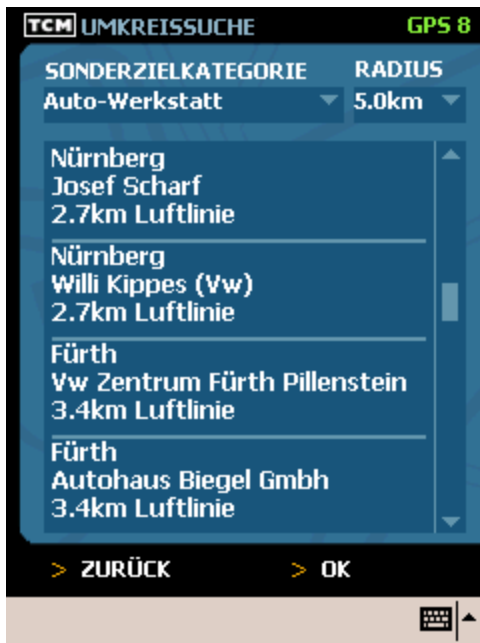 TCM UMKREISSUCHE GPS 8
SONDERZIELKATEGORIE RADIUS
Auto-Werkstatt 5.0km
Nürnberg
Josef Scharf
2.7km Luftlinie
Nürnberg
Willi Kippes (Vw)
2.7km Luftlinie
Fürth
Vw Zentrum Fürth Pillenstein
3.4km Luftlinie
Fürth
Autohaus Biegel Gmbh
3.4km Luftlinie
> ZURÜCK > OK